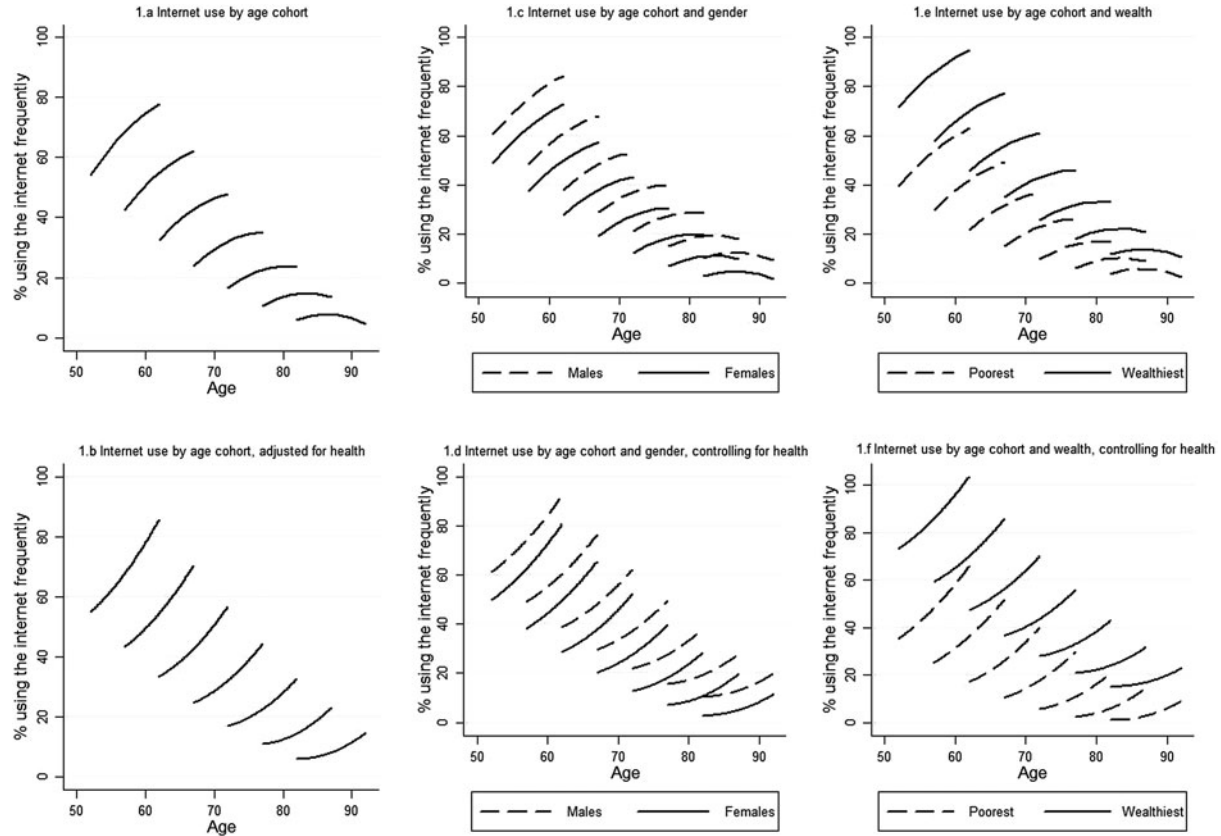 1.a Internet use by age cohort
% using the internet frequently
100
80
60
40
20
0
50 60 70 80 90
Age
1.c Internet use by age cohort and gender
% using the internet frequently
100
80
60
40
20
0
50 60 70 80 90
Age
Males Females
1.e Internet use by age cohort and wealth
% using the internet frequently
100
80
60
40
20
0
50 60 70 80 90
Age
Poorest Wealthiest
1.b Internet use by age cohort, adjusted for health
% using the internet frequently
100
80
60
40
20
0
50 60 70 80 90
Age
1.d Internet use by age cohort and gender, controlling for health
% using the internet frequently
100
80
60
40
20
0
50 60 70 80 90
Age
Males Females
1.f Internet use by age cohort and wealth, controlling for health
% using the internet frequently
100
80
60
40
20
0
50 60 70 80 90
Age
Poorest Wealthiest